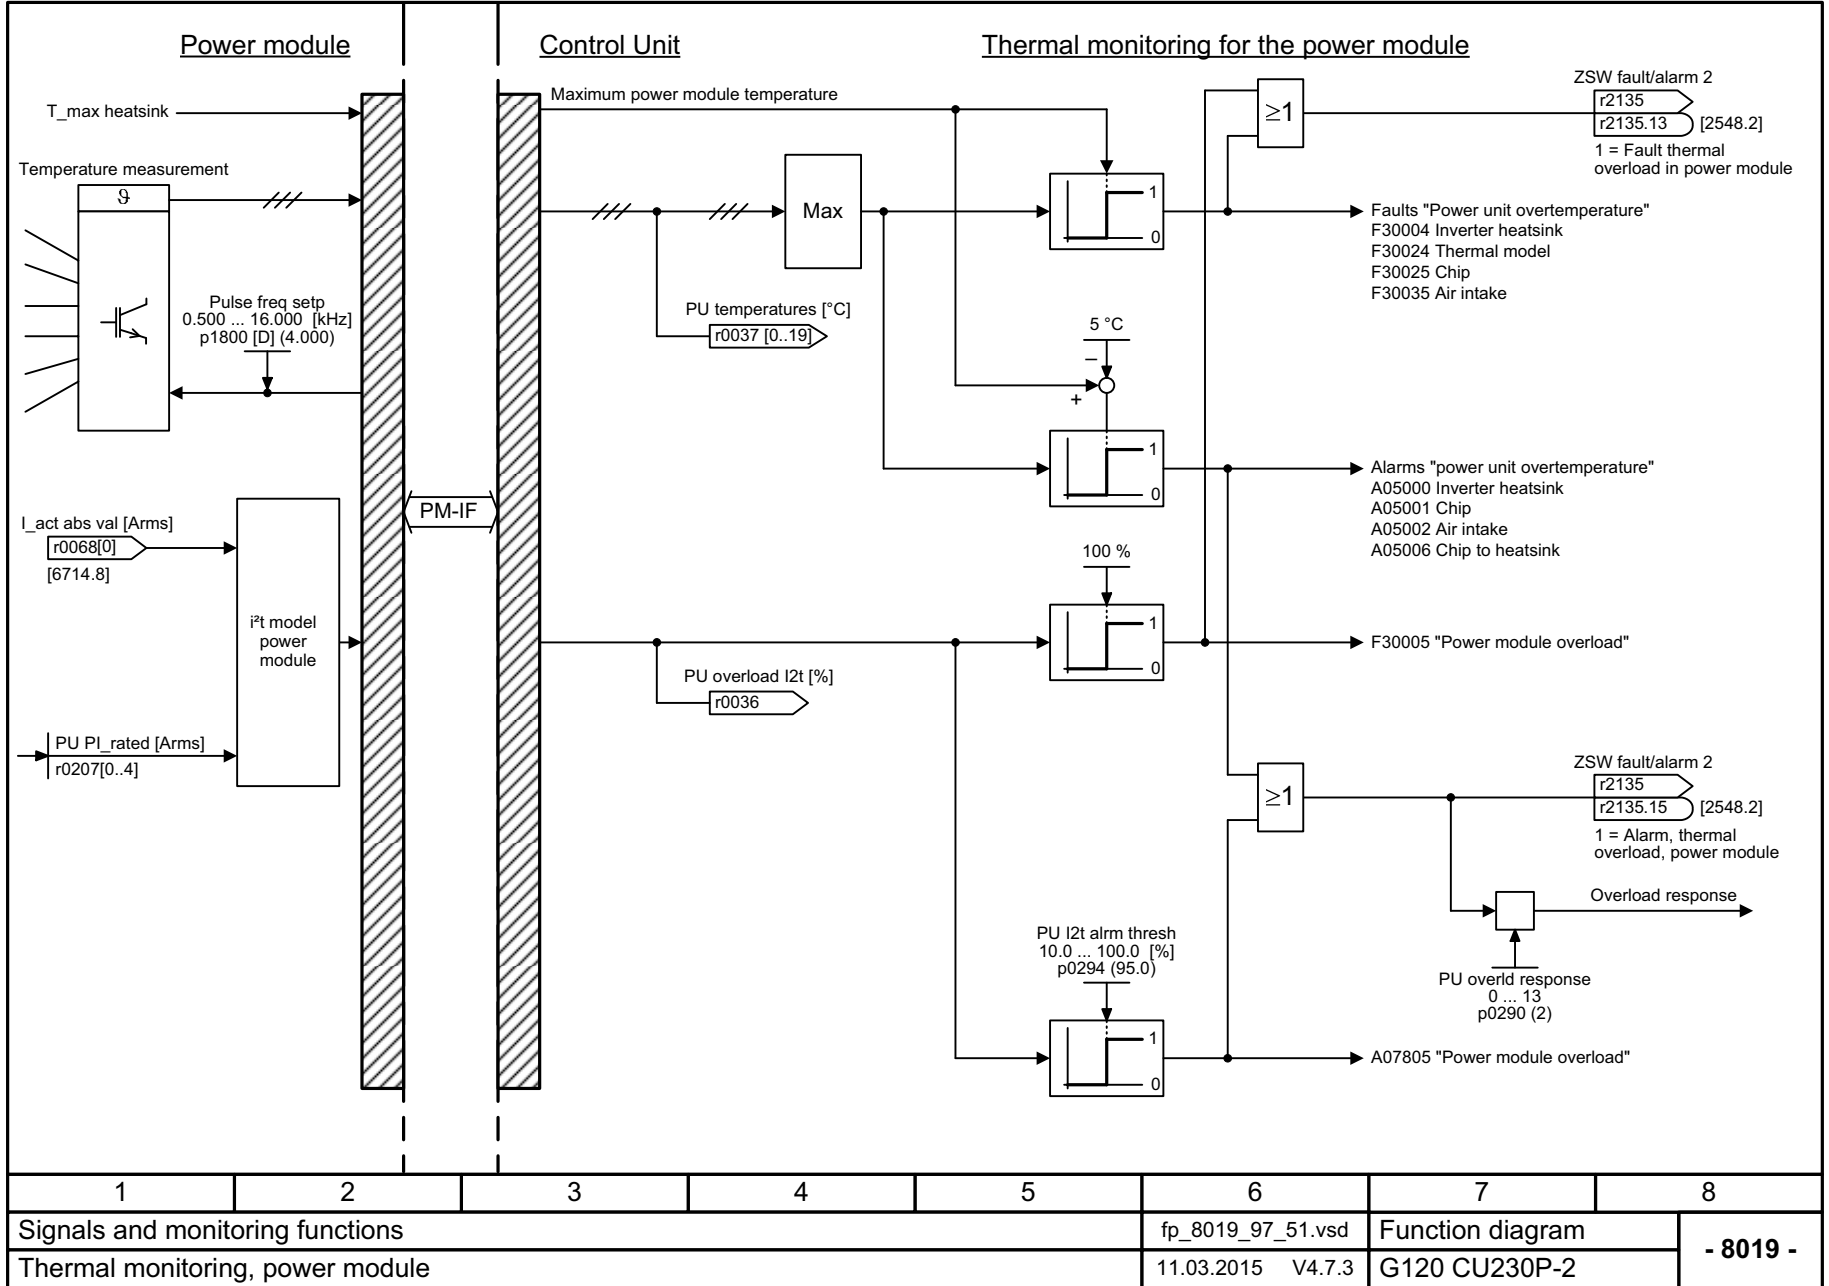 Power module
Control Unit
Thermal monitoring for the power module
T_max heatsink
Temperature measurement
ϑ
Pulse freq setp
0.500 ... 16.000 [kHz]
p1800 [D] (4.000)
I_act abs val [Arms]
r0068[0]
[6714.8]
i²t model
power
module
PU PI_rated [Arms]
r0207[0..4]
PM-IF
Maximum power module temperature
Max
PU temperatures [°C]
r0037 [0..19]
PU overload I2t [%]
r0036
1
0
5 °C
–
+
1
0
100 %
1
0
PU I2t alrm thresh
10.0 ... 100.0 [%]
p0294 (95.0)
1
0
≥1
ZSW fault/alarm 2
r2135
r2135.13 [2548.2]
1 = Fault thermal
overload in power module
Faults "Power unit overtemperature"
F30004 Inverter heatsink
F30024 Thermal model
F30025 Chip
F30035 Air intake
Alarms "power unit overtemperature"
A05000 Inverter heatsink
A05001 Chip
A05002 Air intake
A05006 Chip to heatsink
F30005 "Power module overload"
≥1
ZSW fault/alarm 2
r2135
r2135.15 [2548.2]
1 = Alarm, thermal
overload, power module
Overload response
PU overld response
0 ... 13
p0290 (2)
A07805 "Power module overload"
1 2 3 4 5 6 7 8
Signals and monitoring functions
fp_8019_97_51.vsd
Function diagram
- 8019 -
Thermal monitoring, power module
11.03.2015 V4.7.3
G120 CU230P-2